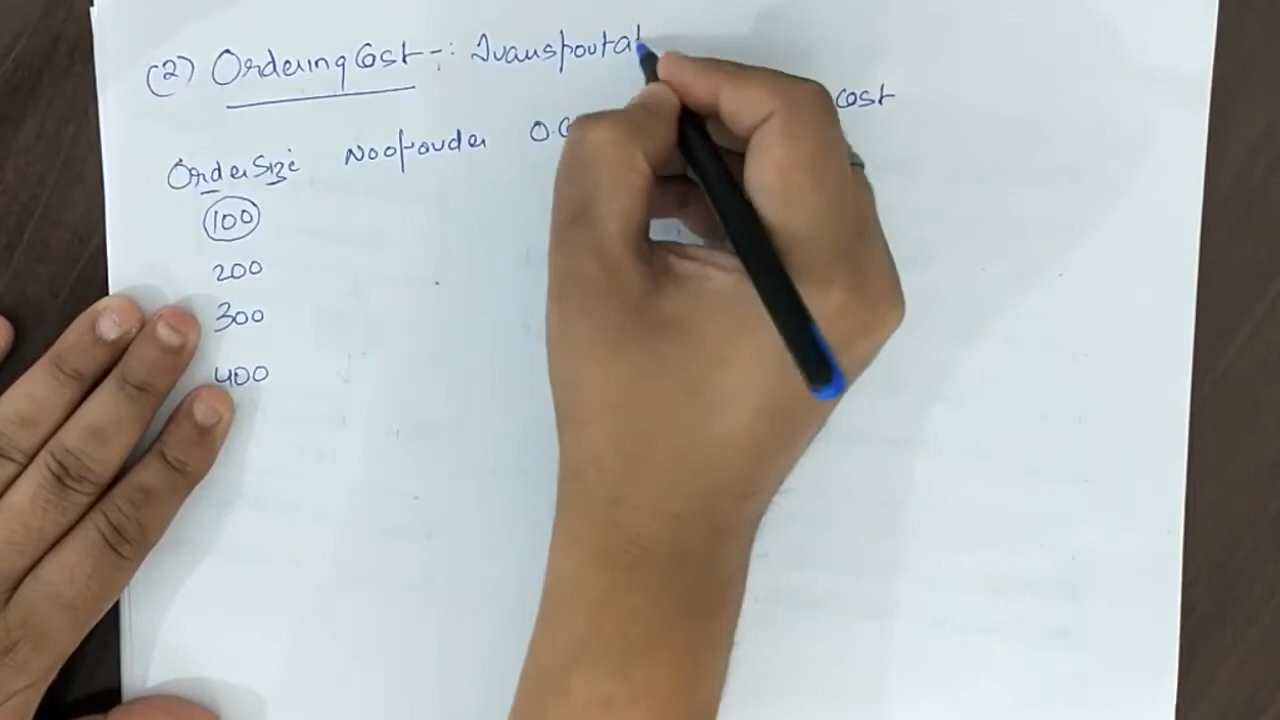 (2) Ordering Cost -: Transportat
Order Size No of order O.C cost
100
200
300
400